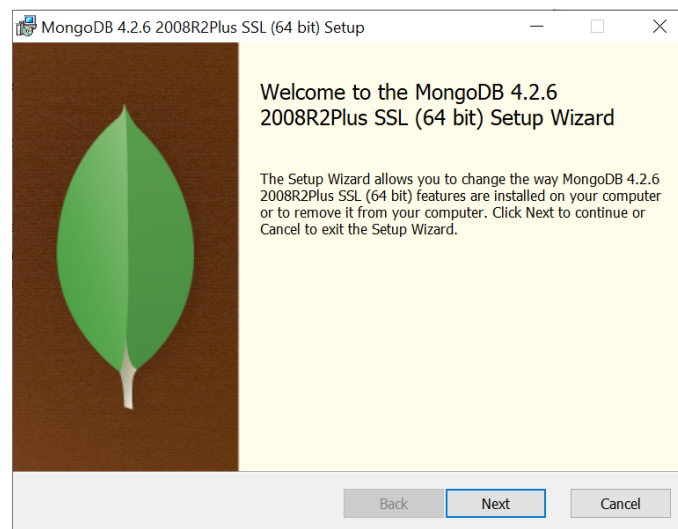 MongoDB 4.2.6 2008R2Plus SSL (64 bit) Setup
Welcome to the MongoDB 4.2.6
2008R2Plus SSL (64 bit) Setup Wizard
The Setup Wizard allows you to change the way MongoDB 4.2.6
2008R2Plus SSL (64 bit) features are installed on your computer
or to remove it from your computer. Click Next to continue or
Cancel to exit the Setup Wizard.
Back
Next
Cancel